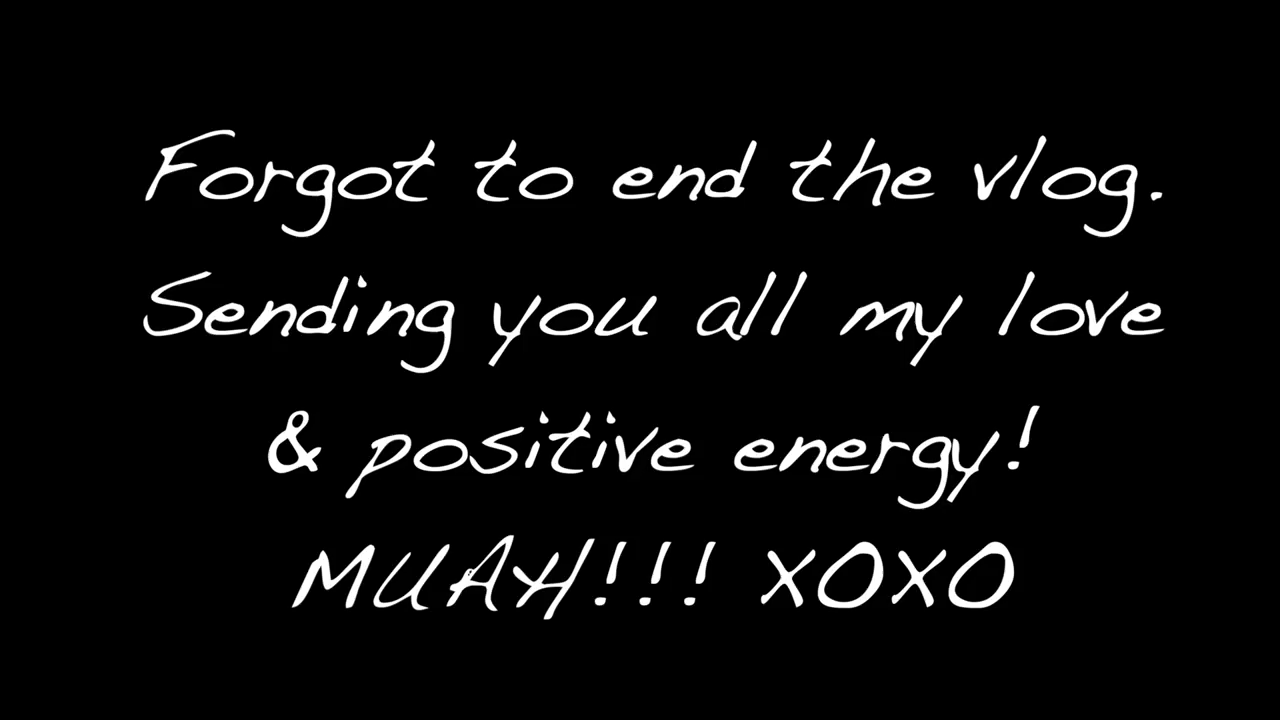 Forgot to end the vlog.
Sending you all my love
& positive energy!
MUAH!!! XOXO